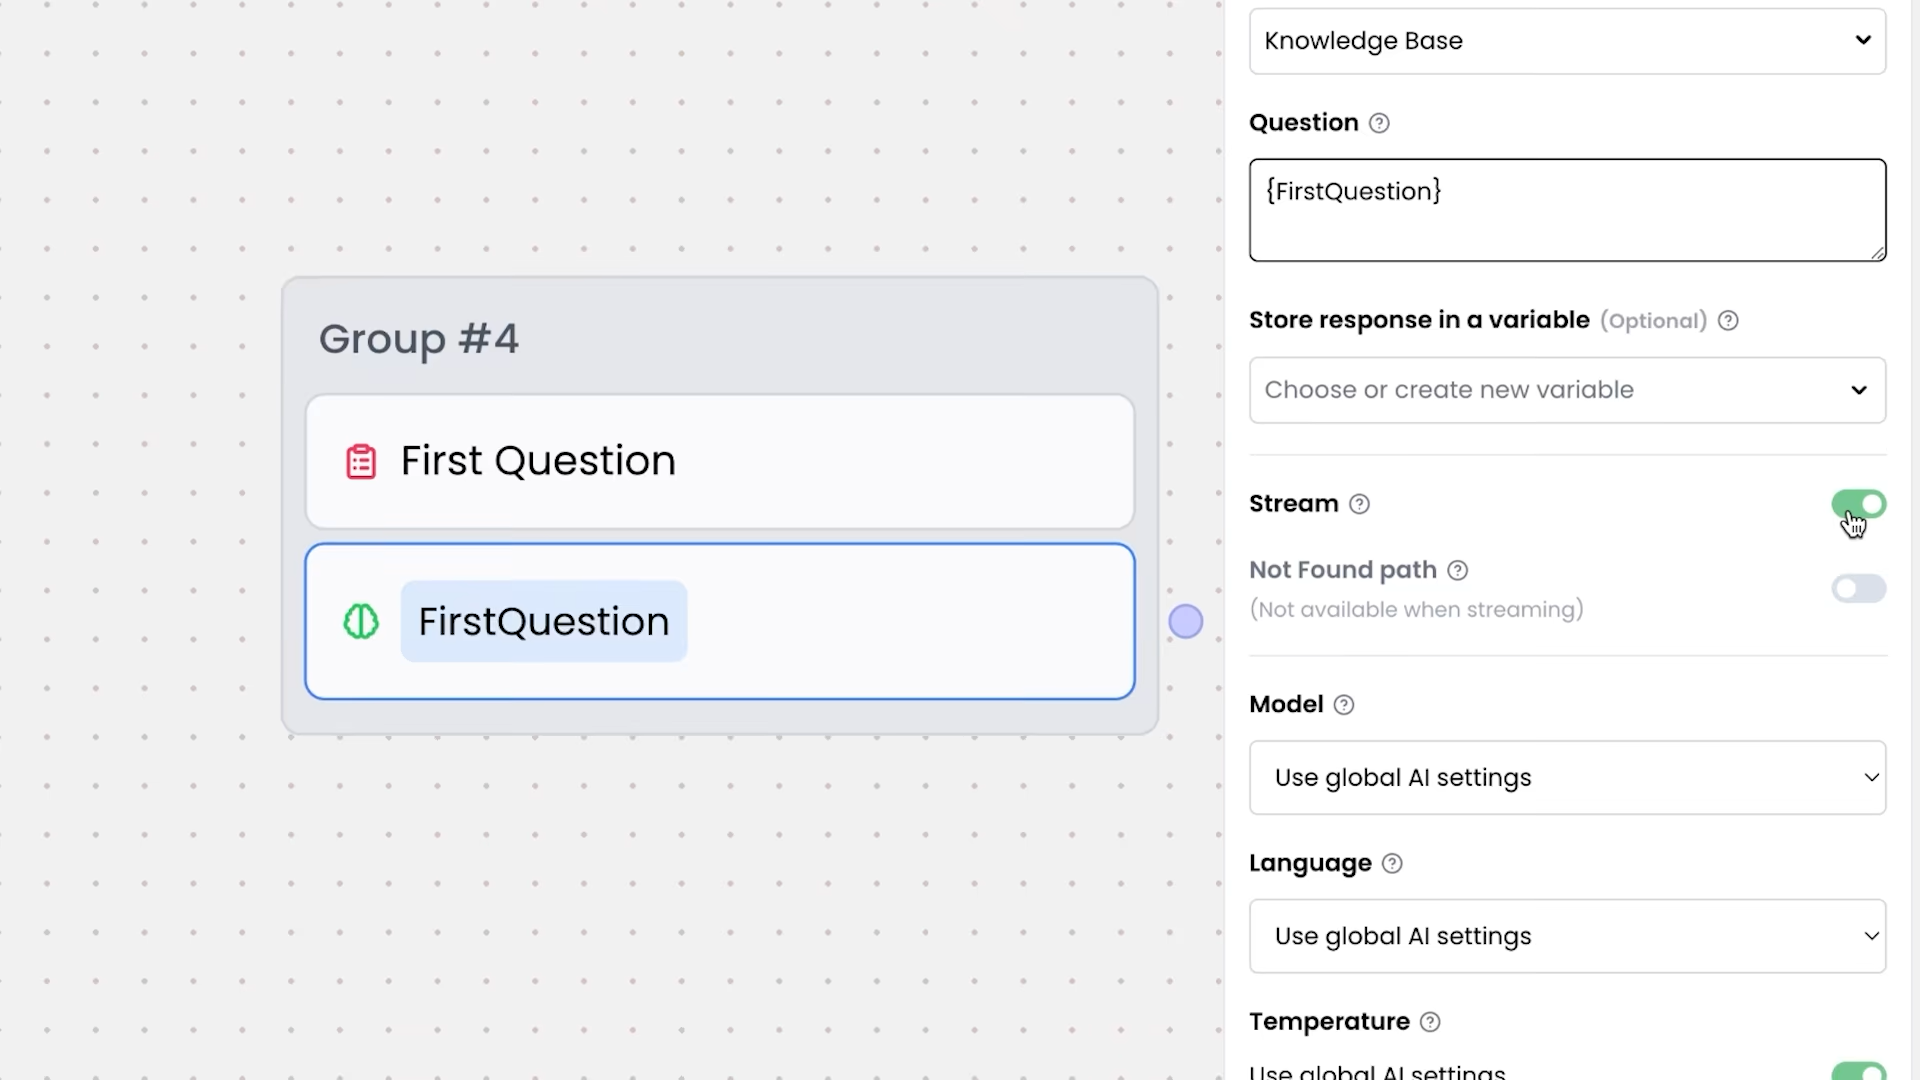 Group #4
First Question
FirstQuestion
Knowledge Base
Question
{FirstQuestion}
Store response in a variable (Optional)
Choose or create new variable
Stream
Not Found path
(Not available when streaming)
Model
Use global AI settings
Language
Use global AI settings
Temperature
Use global AI settings